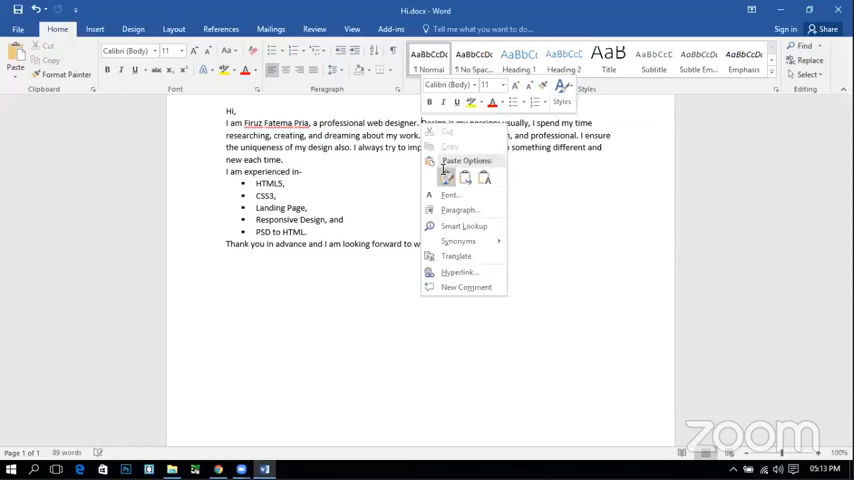 Hi.docx - Word
Sign in
Share
File
Home
Insert
Design
Layout
References
Mailings
Review
View
Add-ins
Tell me what you want to do...
Paste
Cut
Copy
Format Painter
Clipboard
Calibri (Body)
11
Font
Paragraph
AaBbCcDc
¶ Normal
AaBbCcDc
¶ No Spac...
AaBbCc
Heading 1
AaBbCcC
Heading 2
AaB
Title
AaBbCcC
Subtitle
AaBbCcDc
Subtle Em...
AaBbCcDc
Emphasis
Find
Replace
Select
Editing
Calibri (Body)
11
Styles
Hi,
I am Firuz Fatema Pria, a professional web designer. Design is my passion usually, I spend my time
researching, creating, and dreaming about my work. n, and professional. I ensure
the uniqueness of my design also. I always try to imp o something different and
new each time.
I am experienced in-
HTML5,
CSS3,
Landing Page,
Responsive Design, and
PSD to HTML.
Thank you in advance and I am looking forward to w
Cut
Copy
Paste Options:
Font...
Paragraph...
Smart Lookup
Synonyms
Translate
Hyperlink...
New Comment
zoom
Page 1 of 1
89 words
100%
05:13 PM